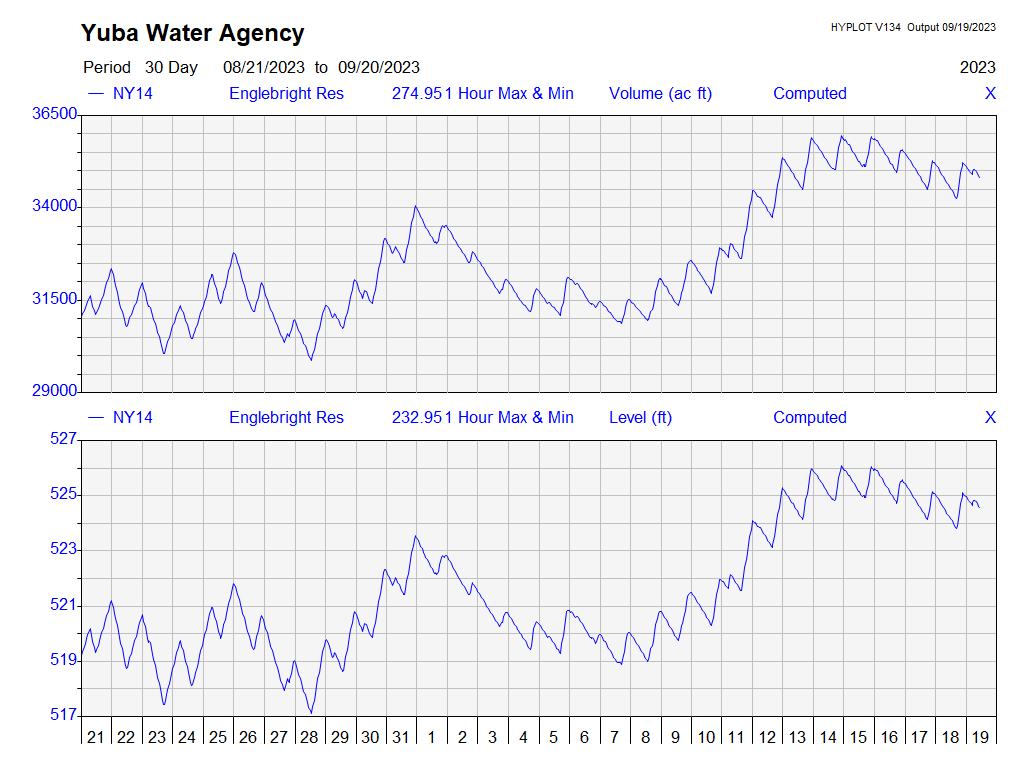 Yuba Water Agency
HYPLOT V134 Output 09/19/2023
Period 30 Day 08/21/2023 to 09/20/2023 2023
— NY14 Englebright Res 274.951 Hour Max & Min Volume (ac ft) Computed X
36500
34000
31500
29000
— NY14 Englebright Res 232.951 Hour Max & Min Level (ft) Computed X
527
525
523
521
519
517
21 22 23 24 25 26 27 28 29 30 31 1 2 3 4 5 6 7 8 9 10 11 12 13 14 15 16 17 18 19